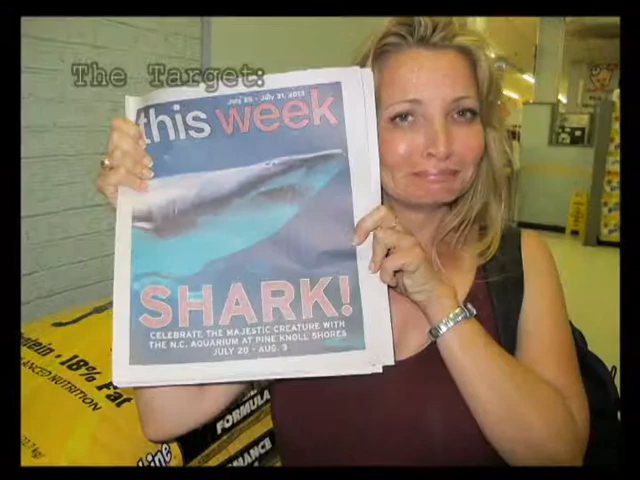 The Target:
July 25 - July 31, 2013
this week
SHARK!
CELEBRATE THE MAJESTIC CREATURE WITH
THE N.C. AQUARIUM AT PINE KNOLL SHORES
JULY 20 - AUG. 3
18% Fat
NUTRITION
FORMULA